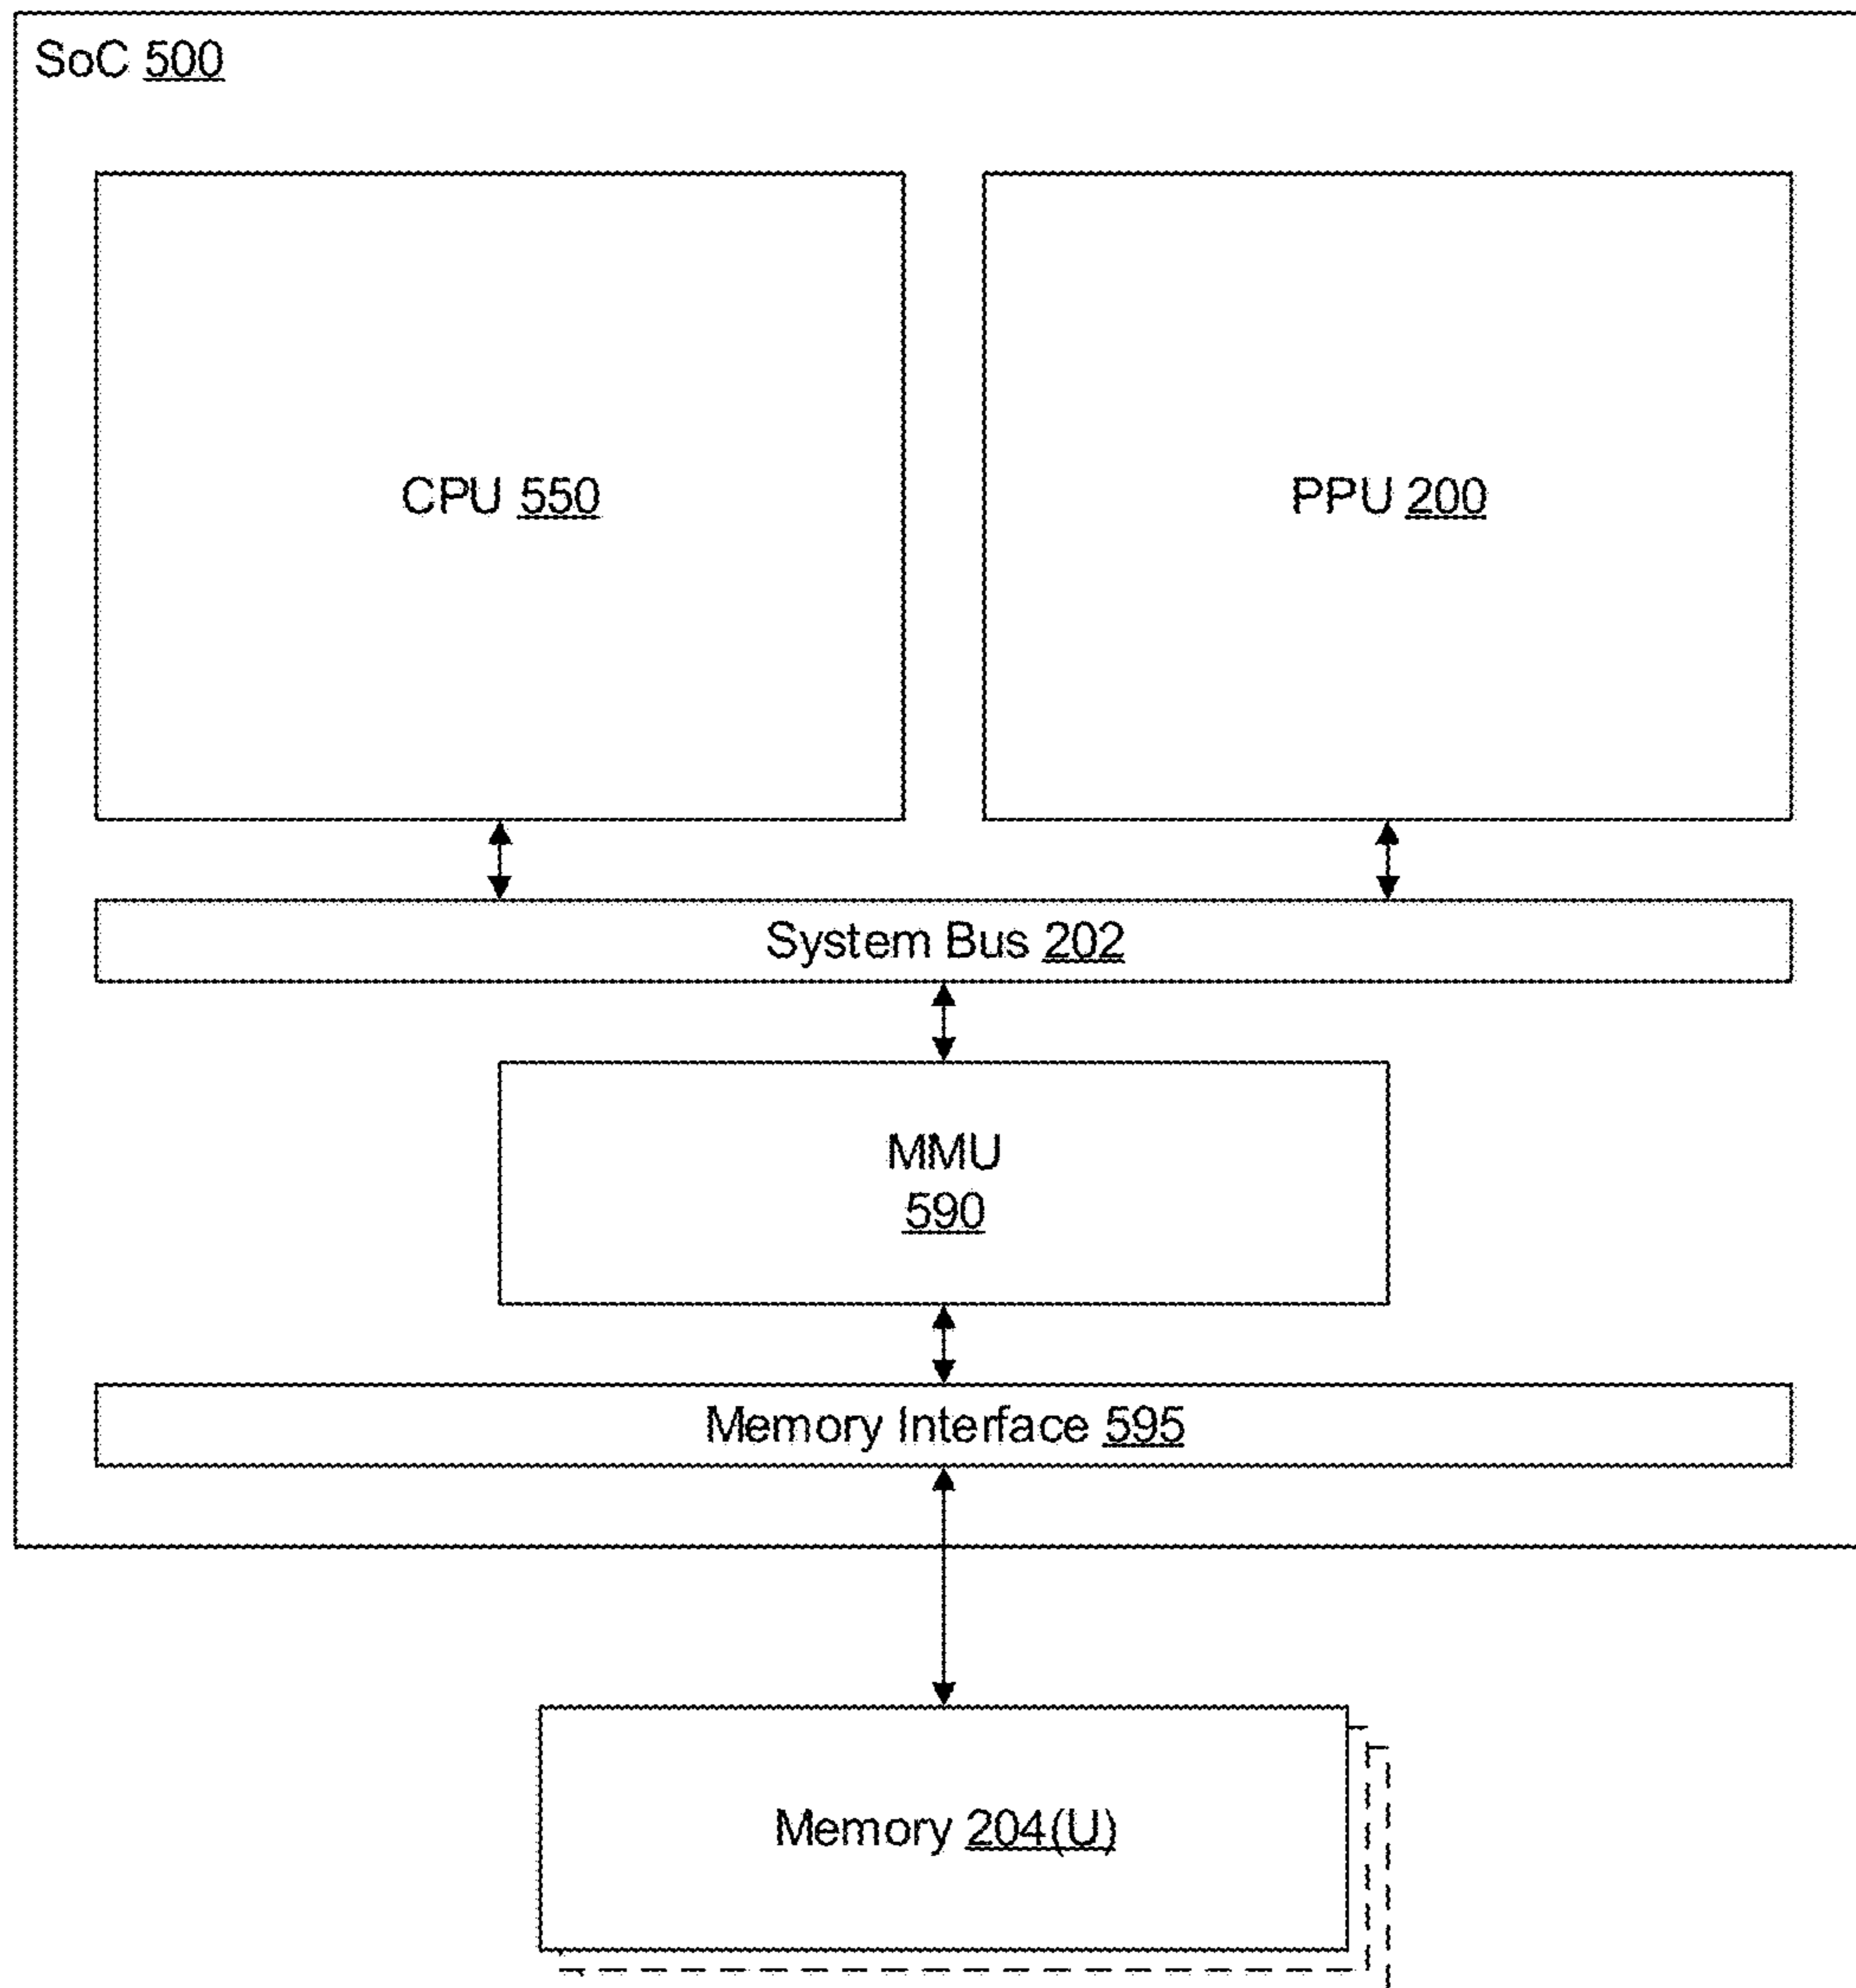 SoC 500
CPU 550
PPU 200
System Bus 202
MMU
590
Memory Interface 595
Memory 204(U)